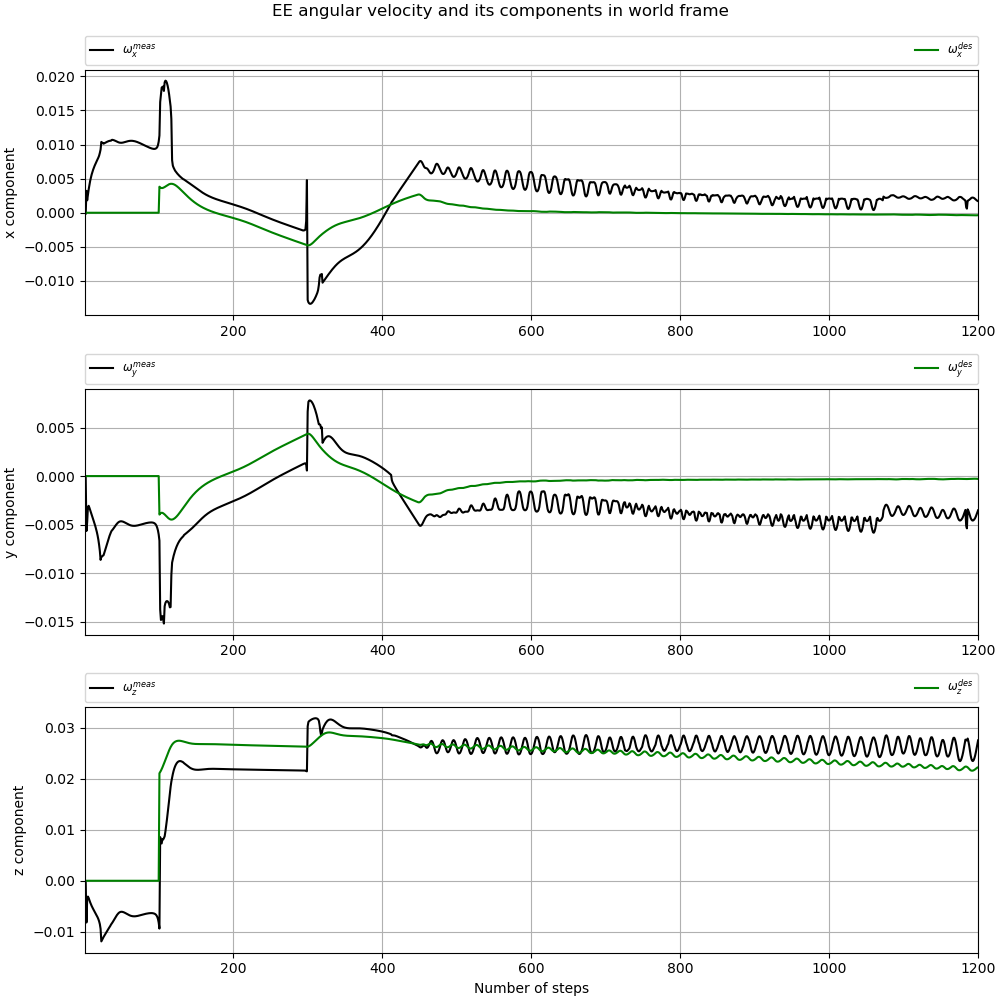 EE angular velocity and its components in world frame
ω_x^meas ω_x^des
0.020
0.015
0.010
0.005
0.000
−0.005
−0.010
x component
200 400 600 800 1000 1200
ω_y^meas ω_y^des
0.005
0.000
−0.005
−0.010
−0.015
y component
200 400 600 800 1000 1200
ω_z^meas ω_z^des
0.03
0.02
0.01
0.00
−0.01
z component
200 400 600 800 1000 1200
Number of steps